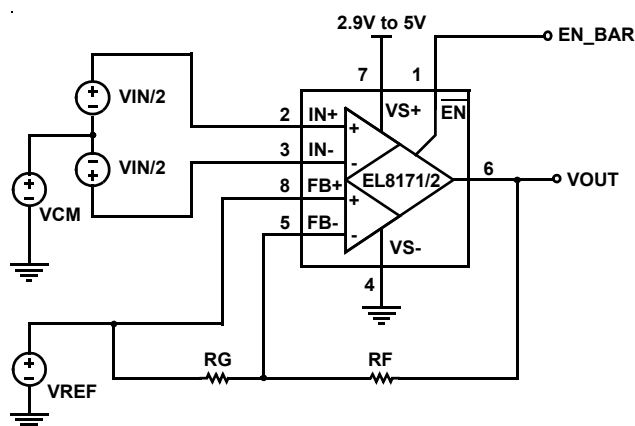 2.9V to 5V
EN_BAR
7
1
VIN/2
2
IN+
VS+
EN
+
-
+
-
3
IN-
VIN/2
-
+
EL8171/2
6
VOUT
8
FB+
+
+
-
VCM
5
FB-
-
VS-
4
RG
RF
+
-
VREF